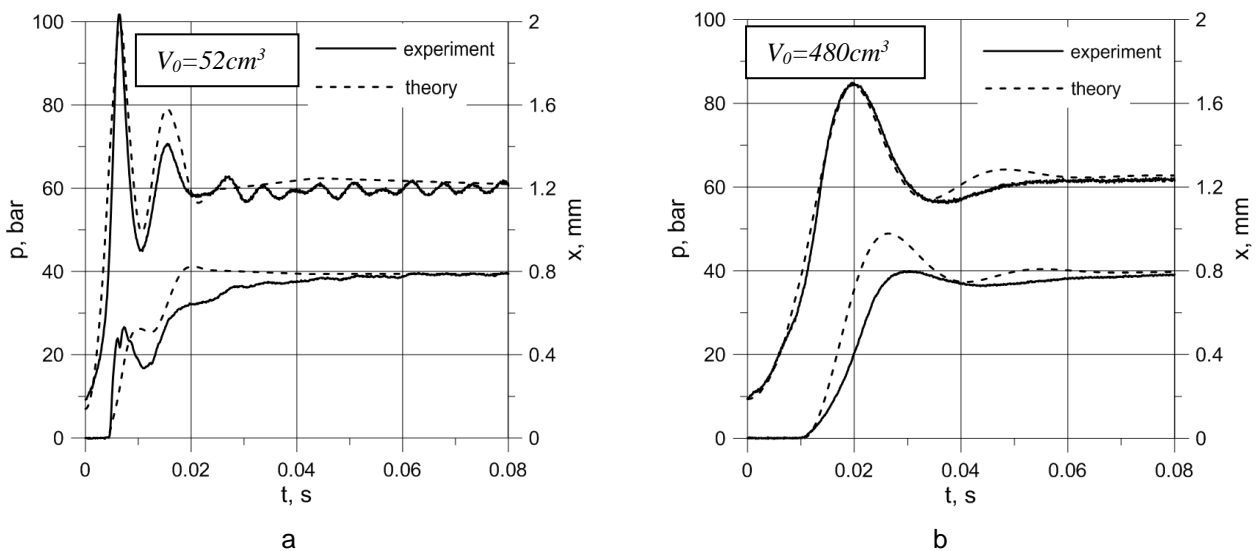 V₀=52cm³
experiment
theory
p, bar
100
80
60
40
20
0
x, mm
2
1.6
1.2
0.8
0.4
0
0 0.02 0.04 0.06 0.08
t, s
a
V₀=480cm³
experiment
theory
p, bar
100
80
60
40
20
0
x, mm
2
1.6
1.2
0.8
0.4
0
0 0.02 0.04 0.06 0.08
t, s
b